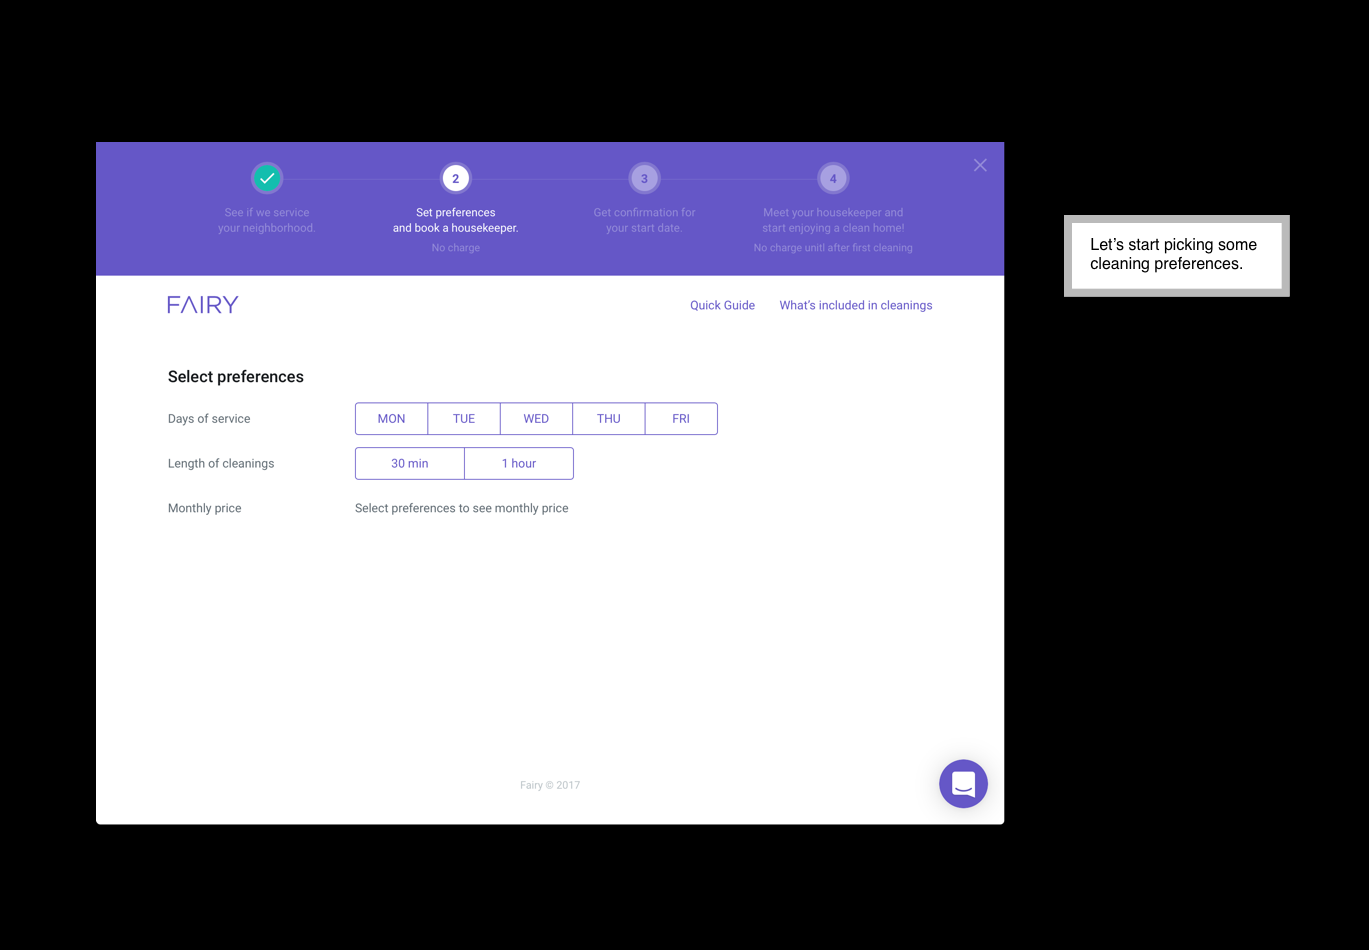 2
3
4
See if we service
your neighborhood.
Set preferences
and book a housekeeper.
No charge
Get confirmation for
your start date.
Meet your housekeeper and
start enjoying a clean home!
No charge unitl after first cleaning
Let's start picking some
cleaning preferences.
FAIRY
Quick Guide
What's included in cleanings
Select preferences
Days of service
MON
TUE
WED
THU
FRI
Length of cleanings
30 min
1 hour
Monthly price
Select preferences to see monthly price
Fairy © 2017